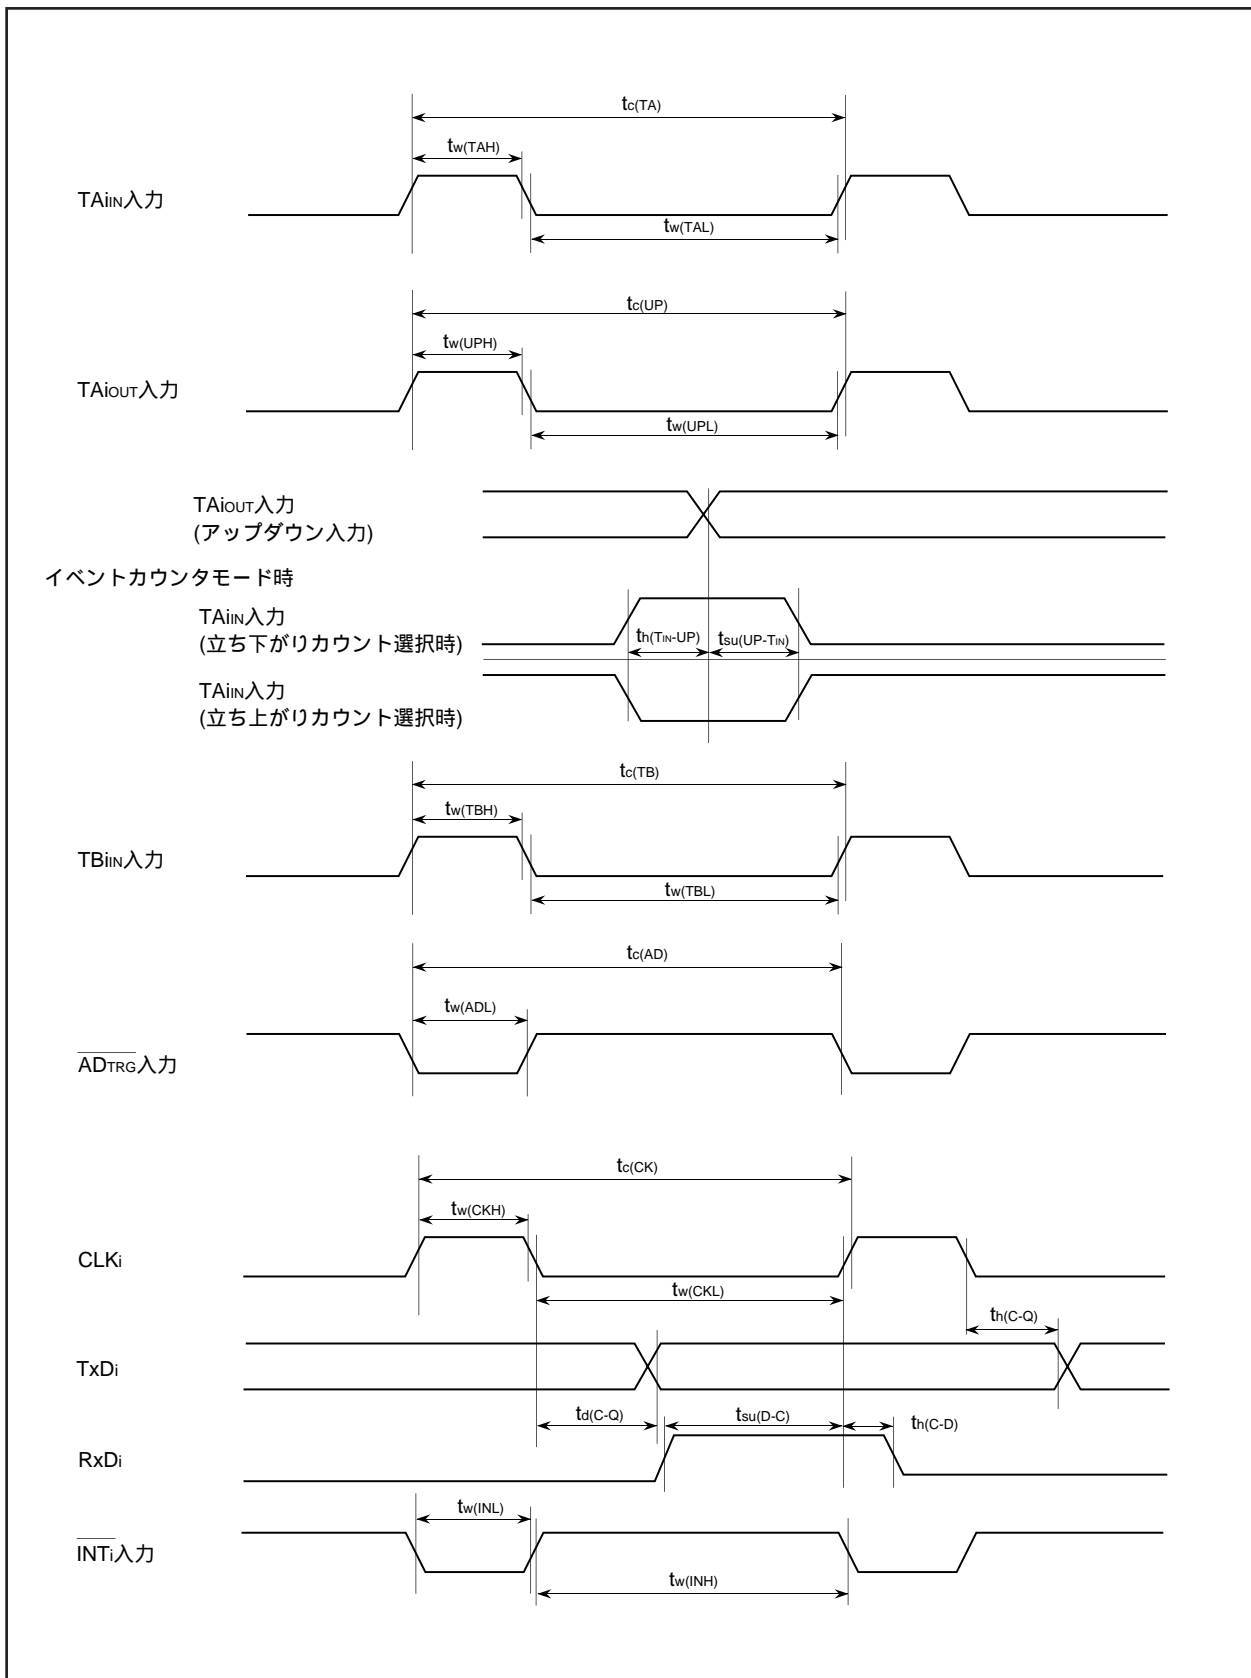 tc(TA)
tw(TAH)
TAiIN入力
tw(TAL)
tc(UP)
tw(UPH)
TAiOUT入力
tw(UPL)
TAiOUT入力
(アップダウン入力)
イベントカウンタモード時
TAiIN入力
(立ち下がりカウント選択時)
th(TIN-UP)
tsu(UP-TIN)
TAiIN入力
(立ち上がりカウント選択時)
tc(TB)
tw(TBH)
TBiIN入力
tw(TBL)
tc(AD)
tw(ADL)
ADTRG入力
tc(CK)
tw(CKH)
CLKi
tw(CKL)
th(C-Q)
TxDi
td(C-Q)
tsu(D-C)
th(C-D)
RxDi
tw(INL)
INTi入力
tw(INH)